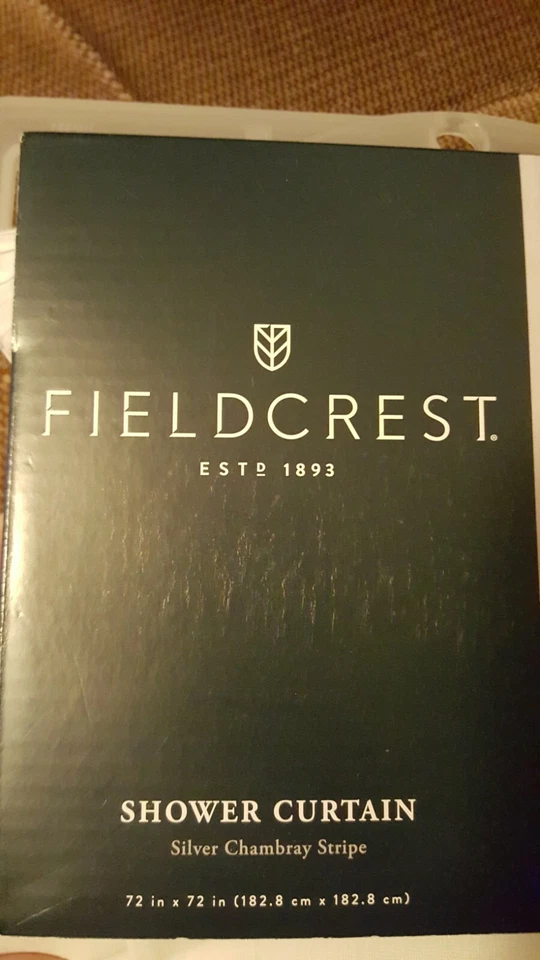 FIELDCREST®
ESTD 1893
SHOWER CURTAIN
Silver Chambray Stripe
72 in x 72 in (182.8 cm x 182.8 cm)